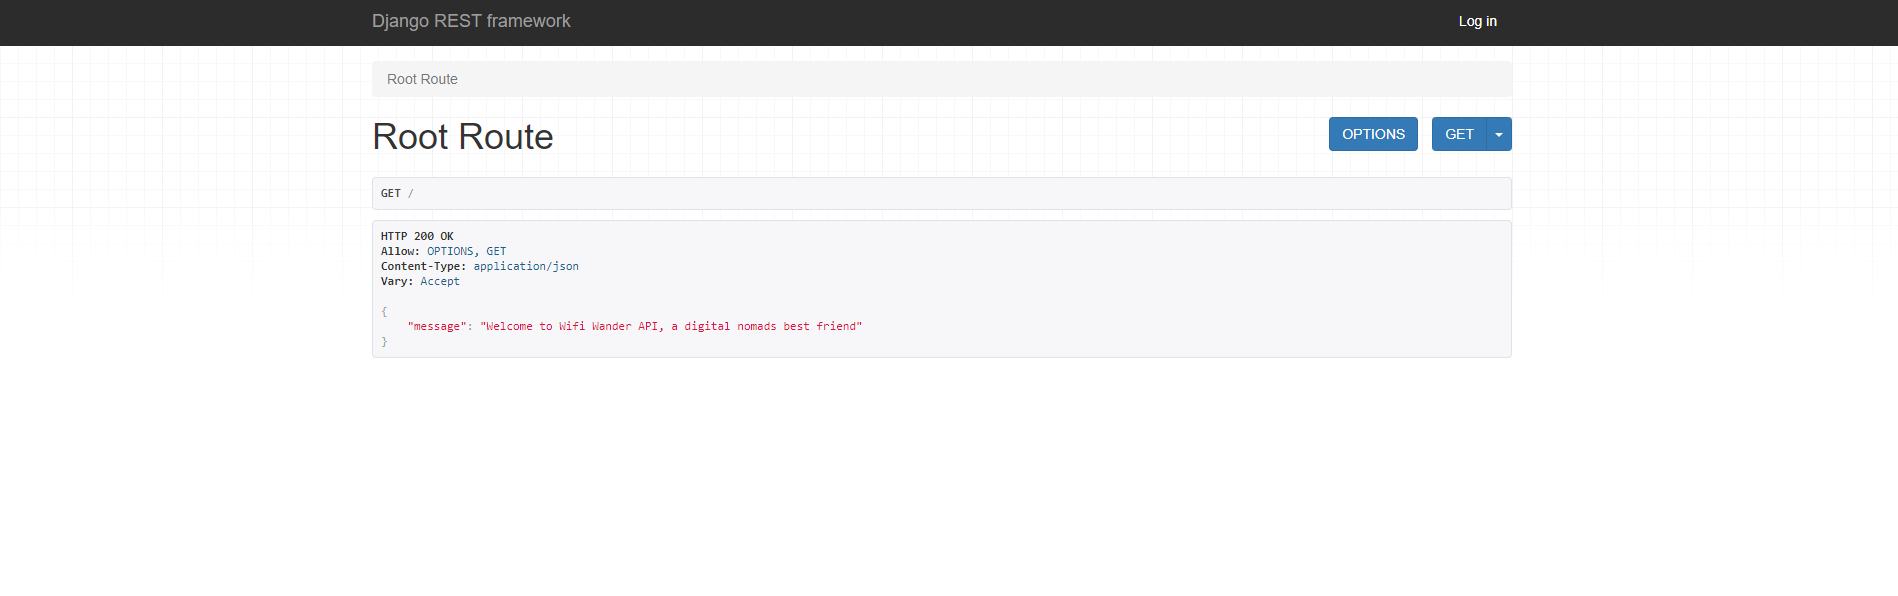 Django REST framework
Log in
Root Route
Root Route
OPTIONS
GET
GET /
HTTP 200 OK
Allow: OPTIONS, GET
Content-Type: application/json
Vary: Accept
{
    "message": "Welcome to Wifi Wander API, a digital nomads best friend"
}